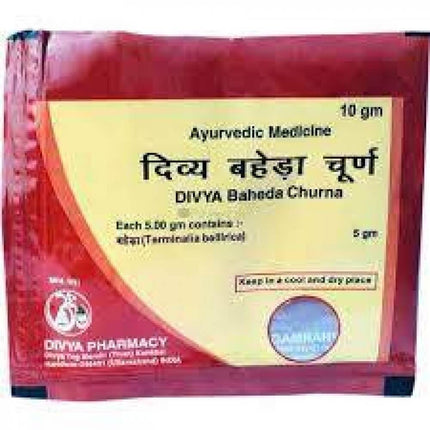 10 gm
Ayurvedic Medicine
दिव्य बहेड़ा चूर्ण
DIVYA Baheda Churna
Each 5.00 gm contains :-
बहेड़ा (Terminalia bellirica) 5 gm
Keep in a cool and dry place
DIVYA PHARMACY